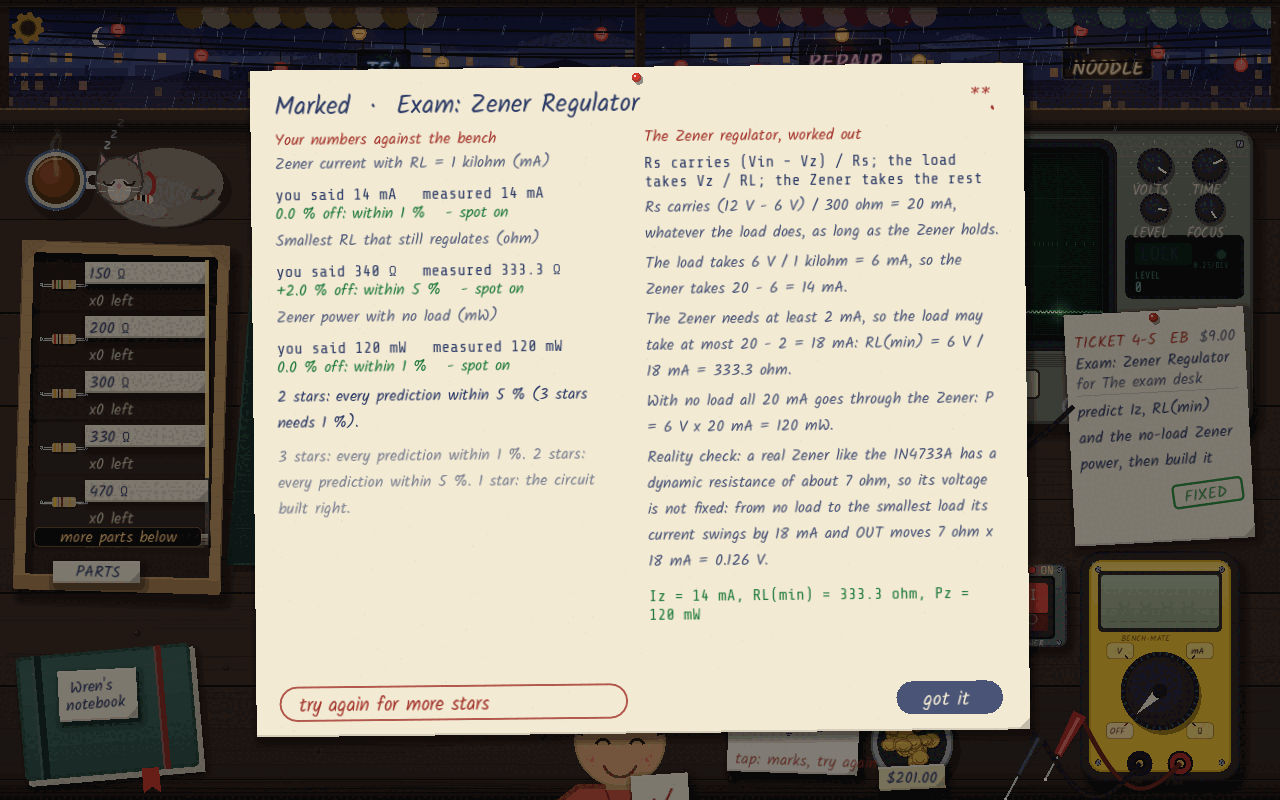 TEA
REPAIR
NOODLE
z
z
z
Marked · Exam: Zener Regulator
**
Your numbers against the bench
Zener current with RL = 1 kilohm (mA)
you said 14 mA measured 14 mA
0.0 % off: within 1 % - spot on
Smallest RL that still regulates (ohm)
you said 340 Ω measured 333.3 Ω
+2.0 % off: within 5 % - spot on
Zener power with no load (mW)
you said 120 mW measured 120 mW
0.0 % off: within 1 % - spot on
2 stars: every prediction within 5 % (3 stars
needs 1 %).
3 stars: every prediction within 1 %. 2 stars:
every prediction within 5 %. 1 star: the circuit
built right.
try again for more stars
The Zener regulator, worked out
Rs carries (Vin - Vz) / Rs; the load
takes Vz / RL; the Zener takes the rest
Rs carries (12 V - 6 V) / 300 ohm = 20 mA,
whatever the load does, as long as the Zener holds.
The load takes 6 V / 1 kilohm = 6 mA, so the
Zener takes 20 - 6 = 14 mA.
The Zener needs at least 2 mA, so the load may
take at most 20 - 2 = 18 mA: RL(min) = 6 V /
18 mA = 333.3 ohm.
With no load all 20 mA goes through the Zener: P
= 6 V x 20 mA = 120 mW.
Reality check: a real Zener like the 1N4733A has a
dynamic resistance of about 7 ohm, so its voltage
is not fixed: from no load to the smallest load its
current swings by 18 mA and OUT moves 7 ohm x
18 mA = 0.126 V.
Iz = 14 mA, RL(min) = 333.3 ohm, Pz =
120 mW
got it
150 Ω
x0 left
200 Ω
x0 left
300 Ω
x0 left
330 Ω
x0 left
470 Ω
x0 left
more parts below
PARTS
Wren's
notebook
VOLTS
TIME
LEVEL
FOCUS
LOCK
LEVEL
0
TICKET 4-5 EB $9.00
Exam: Zener Regulator
for The exam desk
predict Iz, RL(min)
and the no-load Zener
power, then build it
FIXED
ON
BENCH-MATE
V
mA
OFF
Ω
tap: marks, try again
$201.00